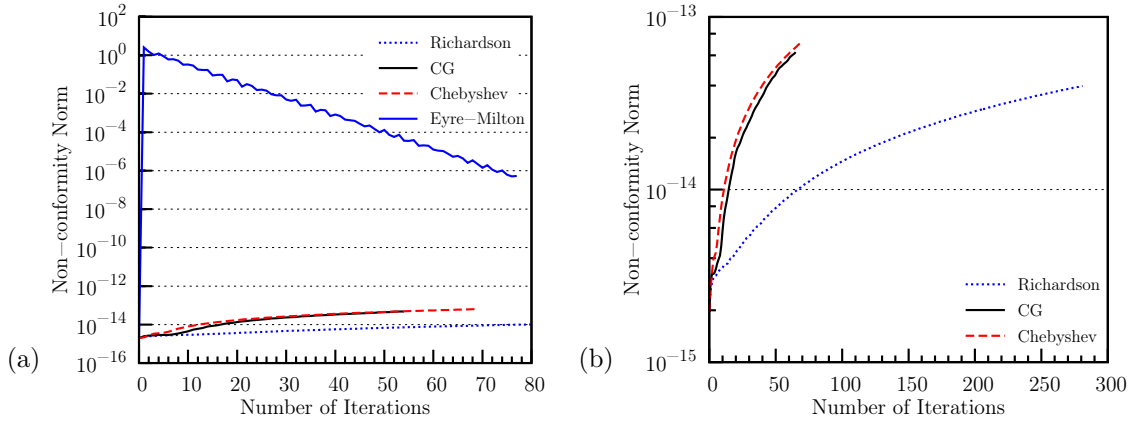 10^2
10^0
10^−2
10^−4
10^−6
10^−8
10^−10
10^−12
10^−14
10^−16
Non−conformity Norm
Richardson
CG
Chebyshev
Eyre−Milton
0 10 20 30 40 50 60 70 80
Number of Iterations
(a)
10^−13
10^−14
10^−15
Non−conformity Norm
Richardson
CG
Chebyshev
0 50 100 150 200 250 300
Number of Iterations
(b)